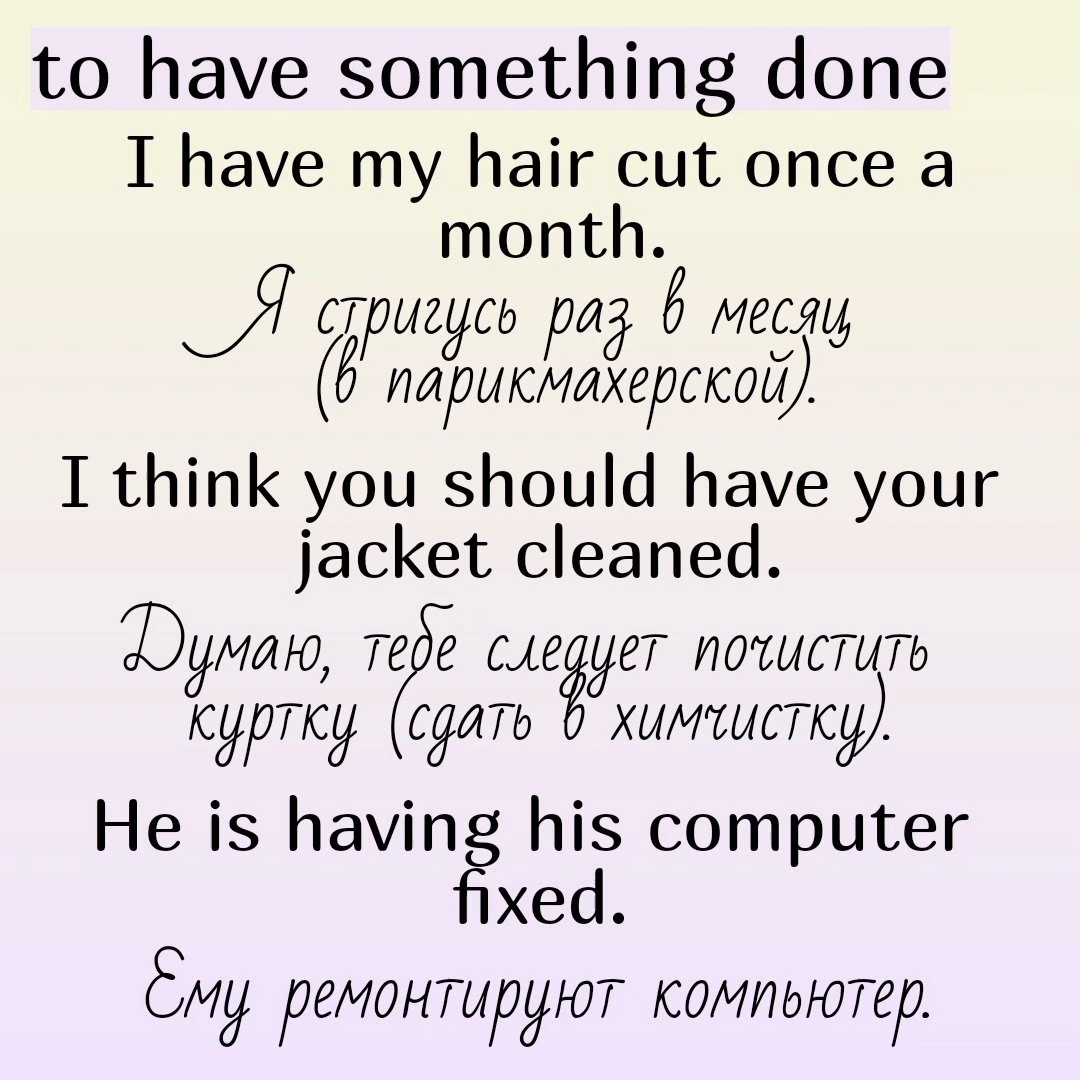 to have something done
I have my hair cut once a
month.
Я стригусь раз в месяц
(в парикмахерской).
I think you should have your
jacket cleaned.
Думаю, тебе следует почистить
куртку (сдать в химчистку).
He is having his computer
fixed.
Ему ремонтируют компьютер.